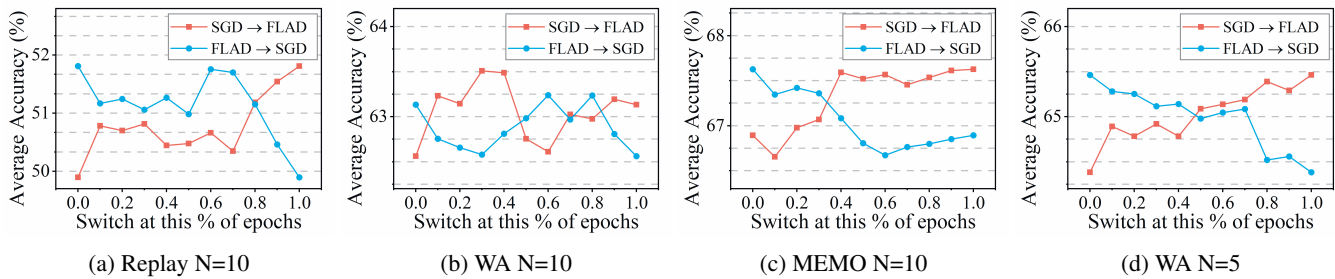 Average Accuracy (%)
52
51
50
SGD → FLAD
FLAD → SGD
0.0 0.2 0.4 0.6 0.8 1.0
Switch at this % of epochs
(a) Replay N=10
Average Accuracy (%)
64
63
SGD → FLAD
FLAD → SGD
0.0 0.2 0.4 0.6 0.8 1.0
Switch at this % of epochs
(b) WA N=10
Average Accuracy (%)
68
67
SGD → FLAD
FLAD → SGD
0.0 0.2 0.4 0.6 0.8 1.0
Switch at this % of epochs
(c) MEMO N=10
Average Accuracy (%)
66
65
64
SGD → FLAD
FLAD → SGD
0.0 0.2 0.4 0.6 0.8 1.0
Switch at this % of epochs
(d) WA N=5